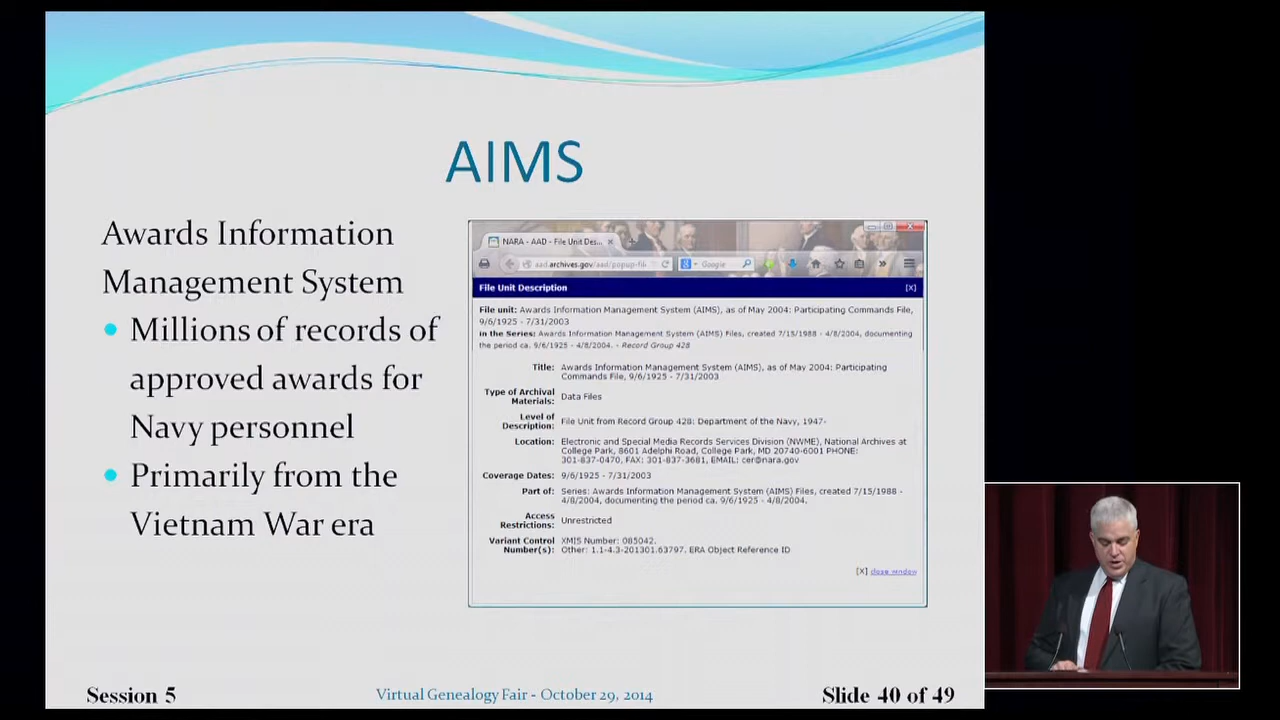 AIMS
Awards Information
Management System
Millions of records of
approved awards for
Navy personnel
Primarily from the
Vietnam War era
NARA - AAD - File Unit Des...
aad.archives.gov/aad/popup-fil
Google
File Unit Description
[X]
File unit: Awards Information Management System (AIMS), as of May 2004: Participating Commands File,
9/6/1925 - 7/31/2003
in the Series: Awards Information Management System (AIMS) Files, created 7/15/1988 - 4/8/2004, documenting
the period ca. 9/6/1925 - 4/8/2004. - Record Group 428
Title: Awards Information Management System (AIMS), as of May 2004: Participating
Commands File, 9/6/1925 - 7/31/2003
Type of Archival
Materials: Data Files
Level of
Description: File Unit from Record Group 428: Department of the Navy, 1947-
Location: Electronic and Special Media Records Services Division (NWME), National Archives at
College Park, 8601 Adelphi Road, College Park, MD 20740-6001 PHONE:
301-837-0470, FAX: 301-837-3681, EMAIL: cer@nara.gov
Coverage Dates: 9/6/1925 - 7/31/2003
Part of: Series: Awards Information Management System (AIMS) Files, created 7/15/1988 -
4/8/2004, documenting the period ca. 9/6/1925 - 4/8/2004.
Access
Restrictions: Unrestricted
Variant Control
Number(s): XMIS Number: 085042.
Other: 1.1-4.3-201301.63797. ERA Object Reference ID
[X] close window
Session 5
Virtual Genealogy Fair - October 29, 2014
Slide 40 of 49